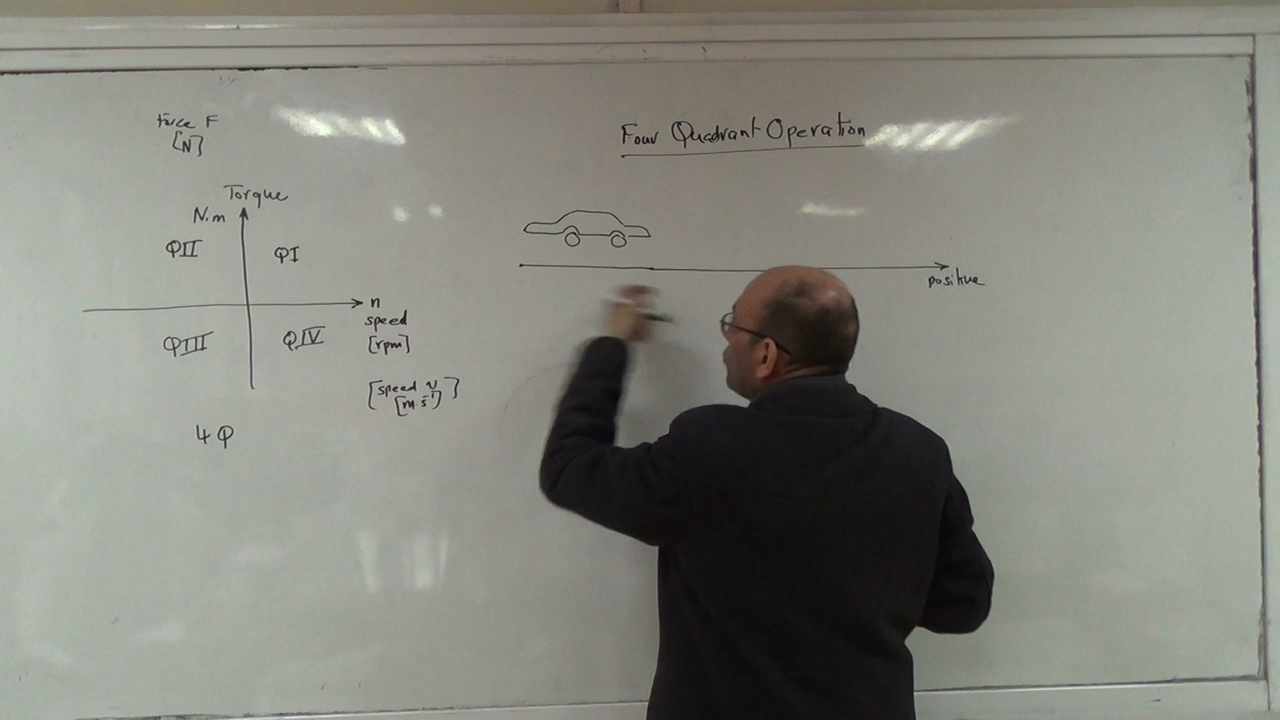 Force F
[N]
Torque
N.m
QII
QI
n
speed
[rpm]
QIII
QIV
[speed v]
[m.s⁻¹]
4Q
Four Quadrant Operation
positive